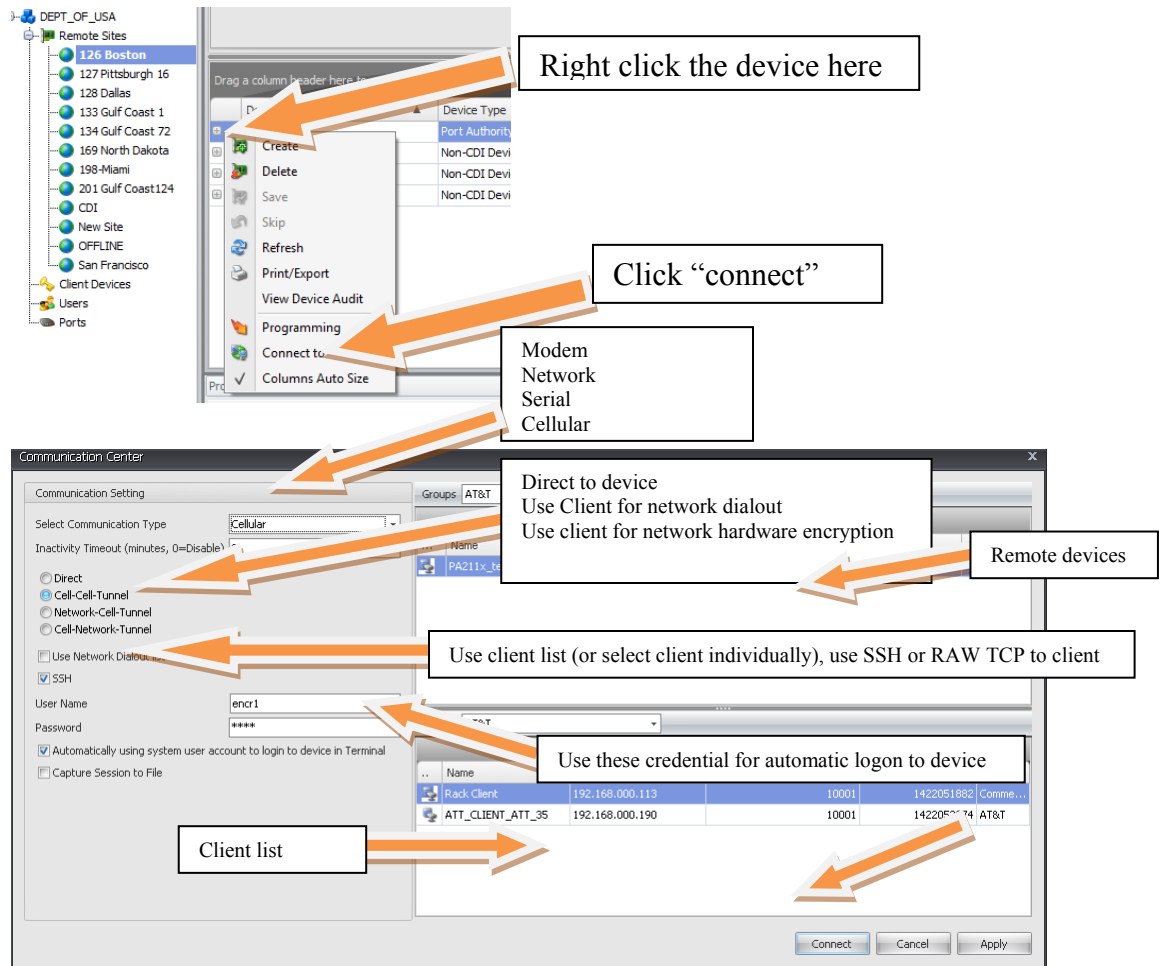 DEPT_OF_USA
Remote Sites
126 Boston
127 Pittsburgh 16
128 Dallas
133 Gulf Coast 1
134 Gulf Coast 72
169 North Dakota
198-Miami
201 Gulf Coast124
CDI
New Site
OFFLINE
San Francisco
Client Devices
Users
Ports
Drag a column header here to
Device Type
Port Authority
Non-CDI Devi
Non-CDI Devi
Non-CDI Devi
Create
Delete
Save
Skip
Refresh
Print/Export
View Device Audit
Programming
Connect to
Columns Auto Size
Right click the device here
Click “connect”
Modem
Network
Serial
Cellular
Communication Center
x
Communication Setting
Select Communication Type
Cellular
Inactivity Timeout (minutes, 0=Disable)
Direct
Cell-Cell-Tunnel
Network-Cell-Tunnel
Cell-Network-Tunnel
Use Network Dialout
SSH
User Name
encr1
Password
****
Automatically using system user account to login to device in Terminal
Capture Session to File
Groups AT&T
.. Name
PA211x_te
Direct to device
Use Client for network dialout
Use client for network hardware encryption
Remote devices
Use client list (or select client individually), use SSH or RAW TCP to client
AT&T
Use these credential for automatic logon to device
.. Name
Rack Client 192.168.000.113 10001 1422051882 Comme...
ATT_CLIENT_ATT_35 192.168.000.190 10001 AT&T
Client list
Connect
Cancel
Apply